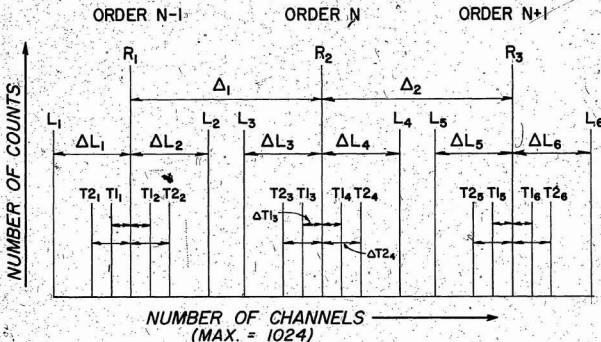 ORDER N-1 ORDER N ORDER N+1
R1 R2 R3
Δ1 Δ2
L1 L2 L3 L4 L5 L6
ΔL1 ΔL2 ΔL3 ΔL4 ΔL5 ΔL6
T21 T11 T12 T22 T23 T13 T14 T24 T25 T15 T16 T26
ΔT13
ΔT24
NUMBER OF COUNTS
NUMBER OF CHANNELS
(MAX. = 1024)